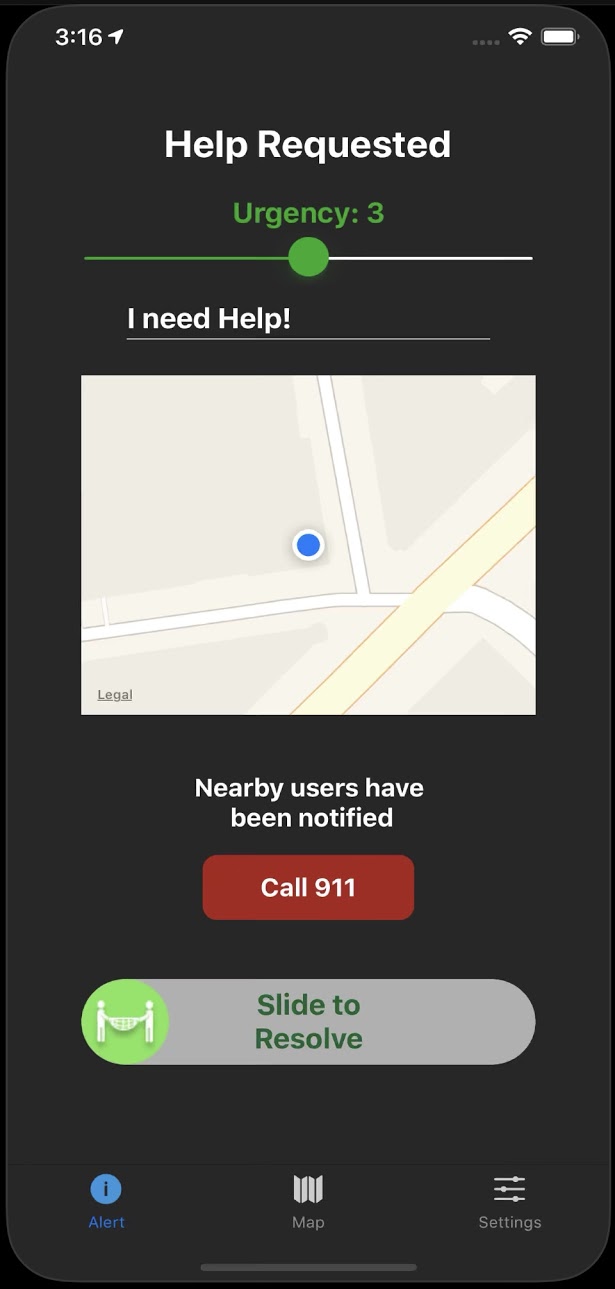 3:16
Help Requested
Urgency: 3
I need Help!
Legal
Nearby users have
been notified
Call 911
Slide to
Resolve
Alert
Map
Settings